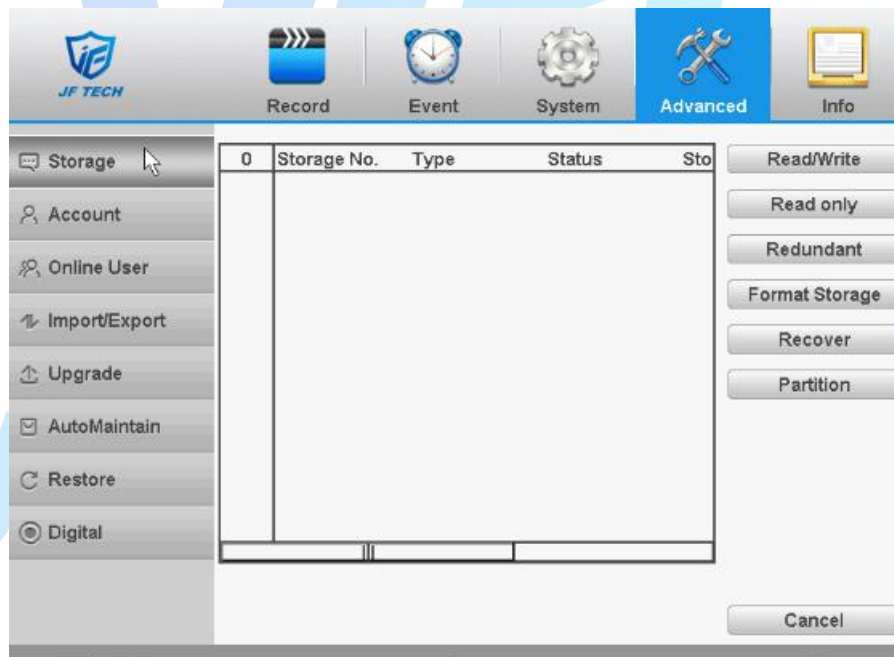 JF TECH
Record Event System Advanced Info
Storage
Account
Online User
Import/Export
Upgrade
AutoMaintain
Restore
Digital
0 Storage No. Type Status Sto
Read/Write
Read only
Redundant
Format Storage
Recover
Partition
Cancel